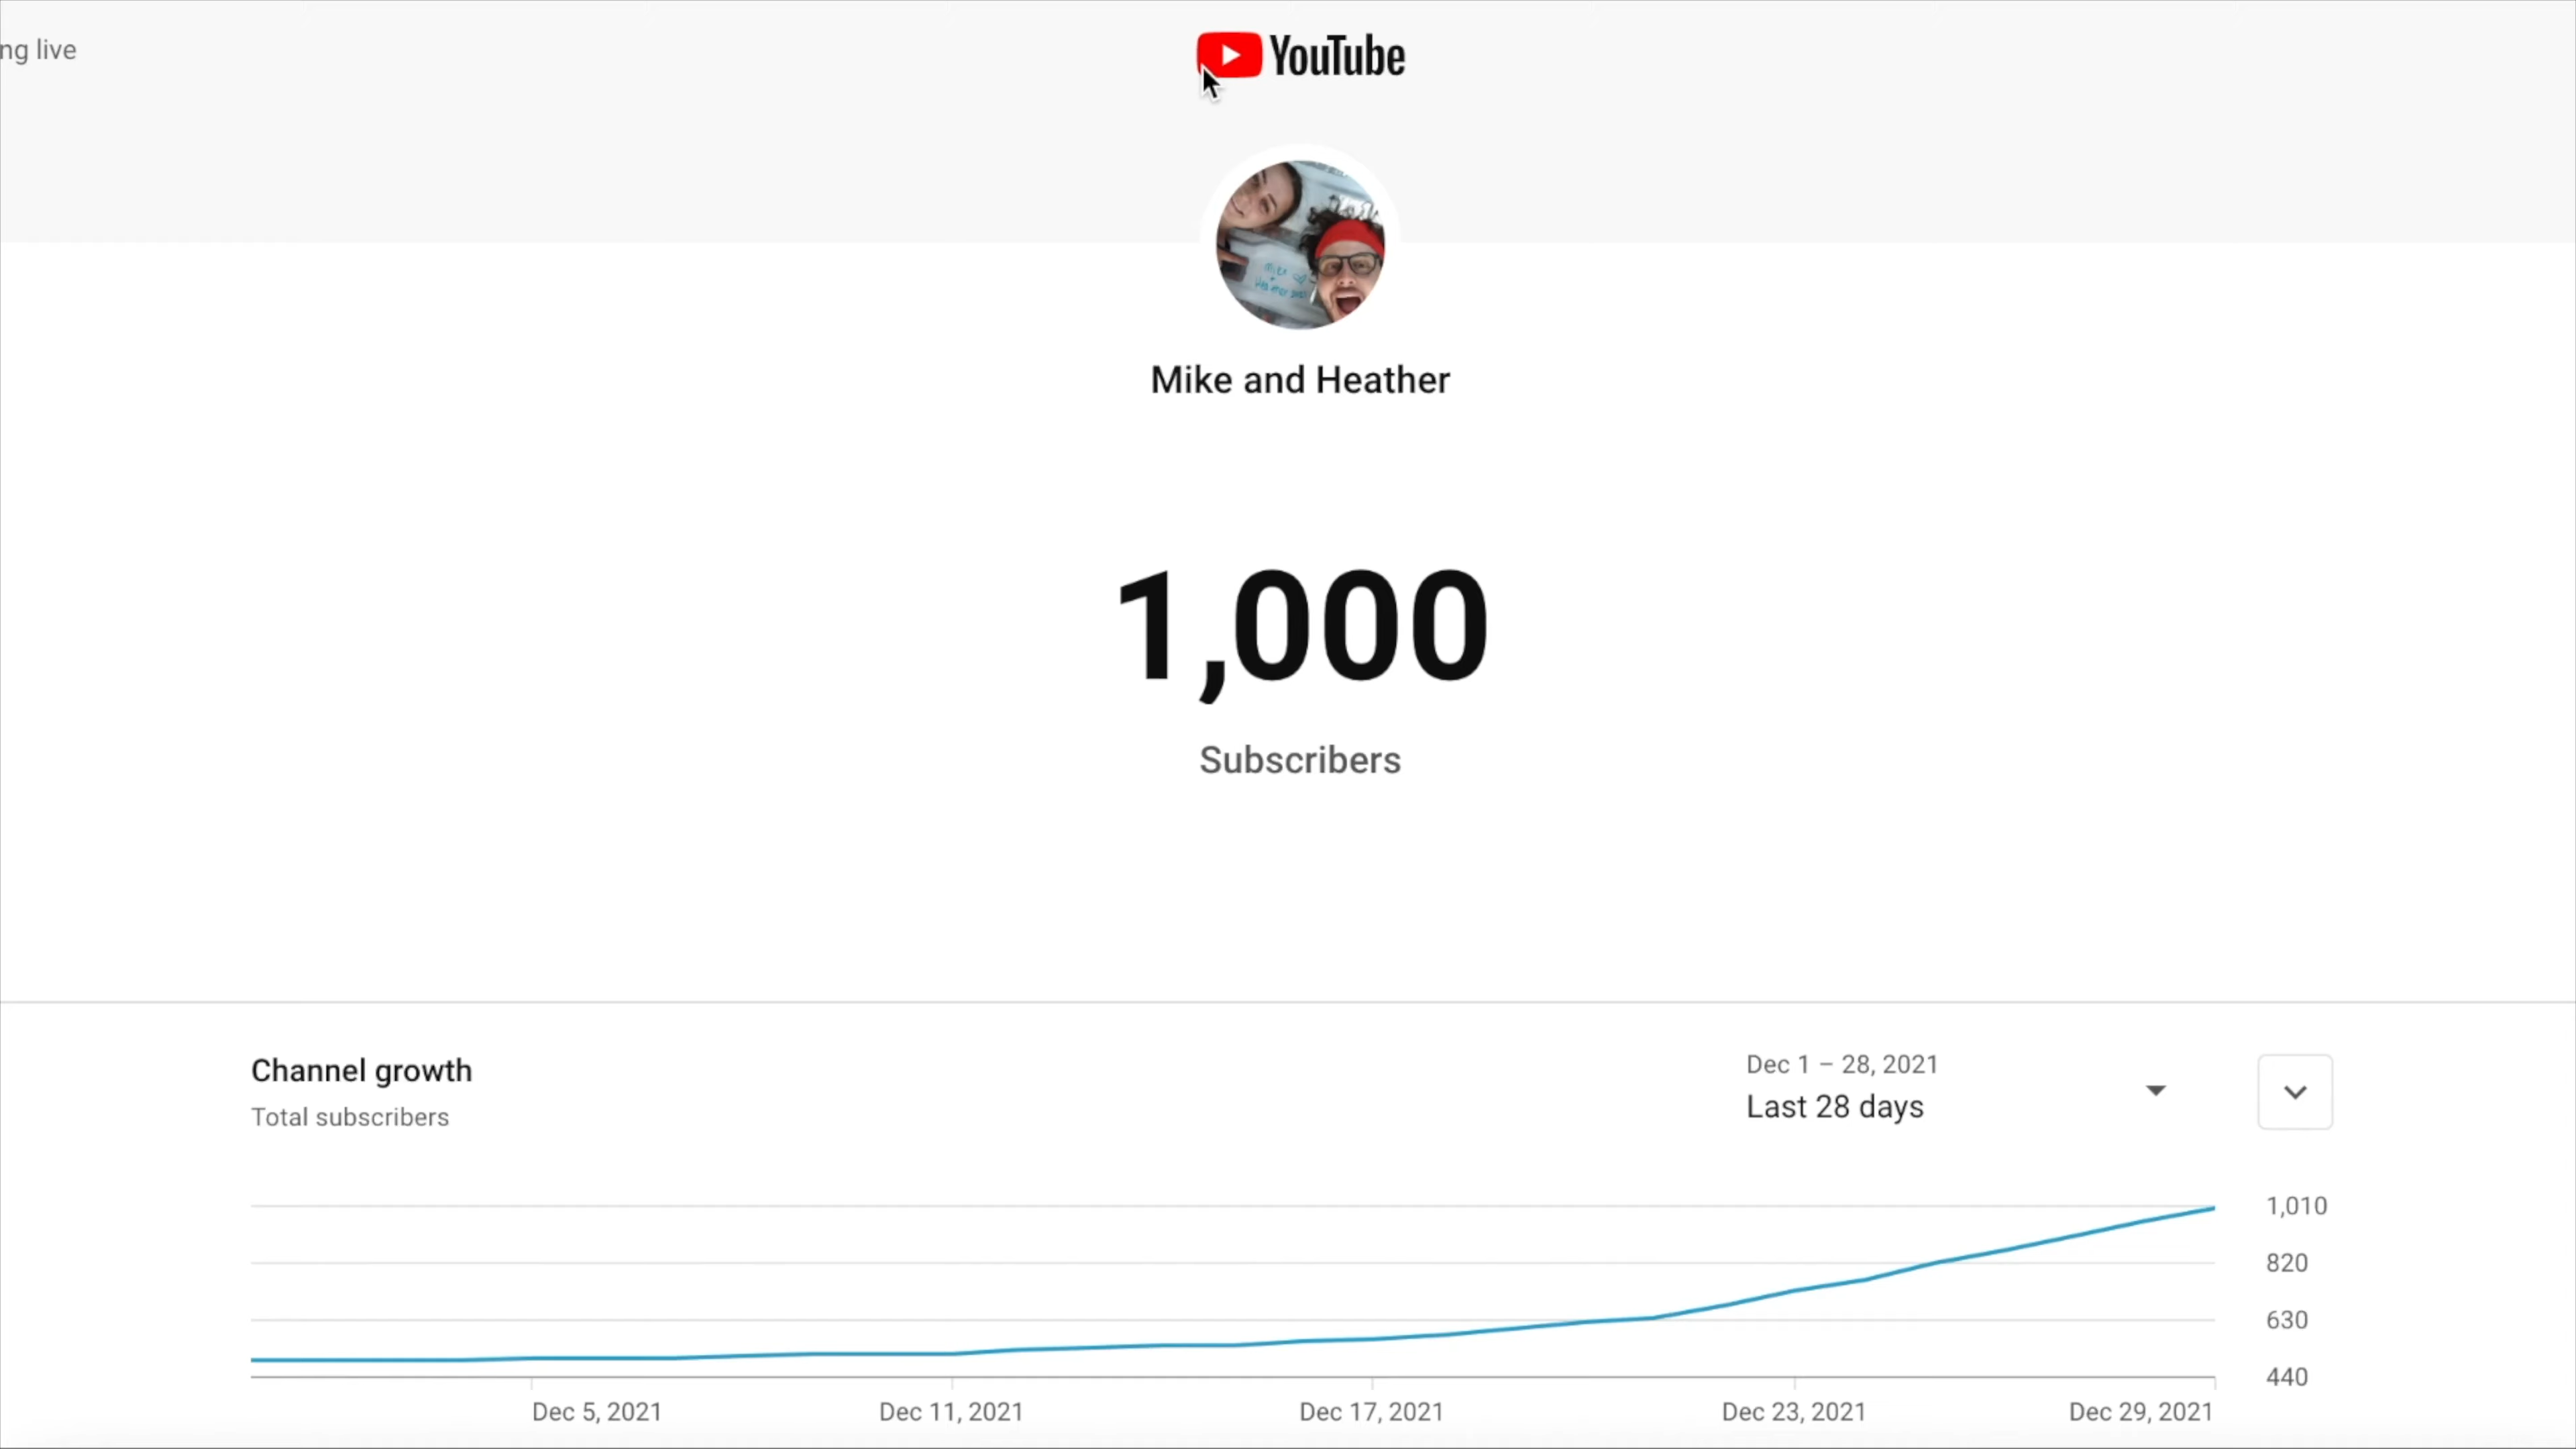 ng live
YouTube
Mike
Heather
Mike and Heather
1,000
Subscribers
Channel growth
Total subscribers
Dec 1 – 28, 2021
Last 28 days
1,010
820
630
440
Dec 5, 2021
Dec 11, 2021
Dec 17, 2021
Dec 23, 2021
Dec 29, 2021